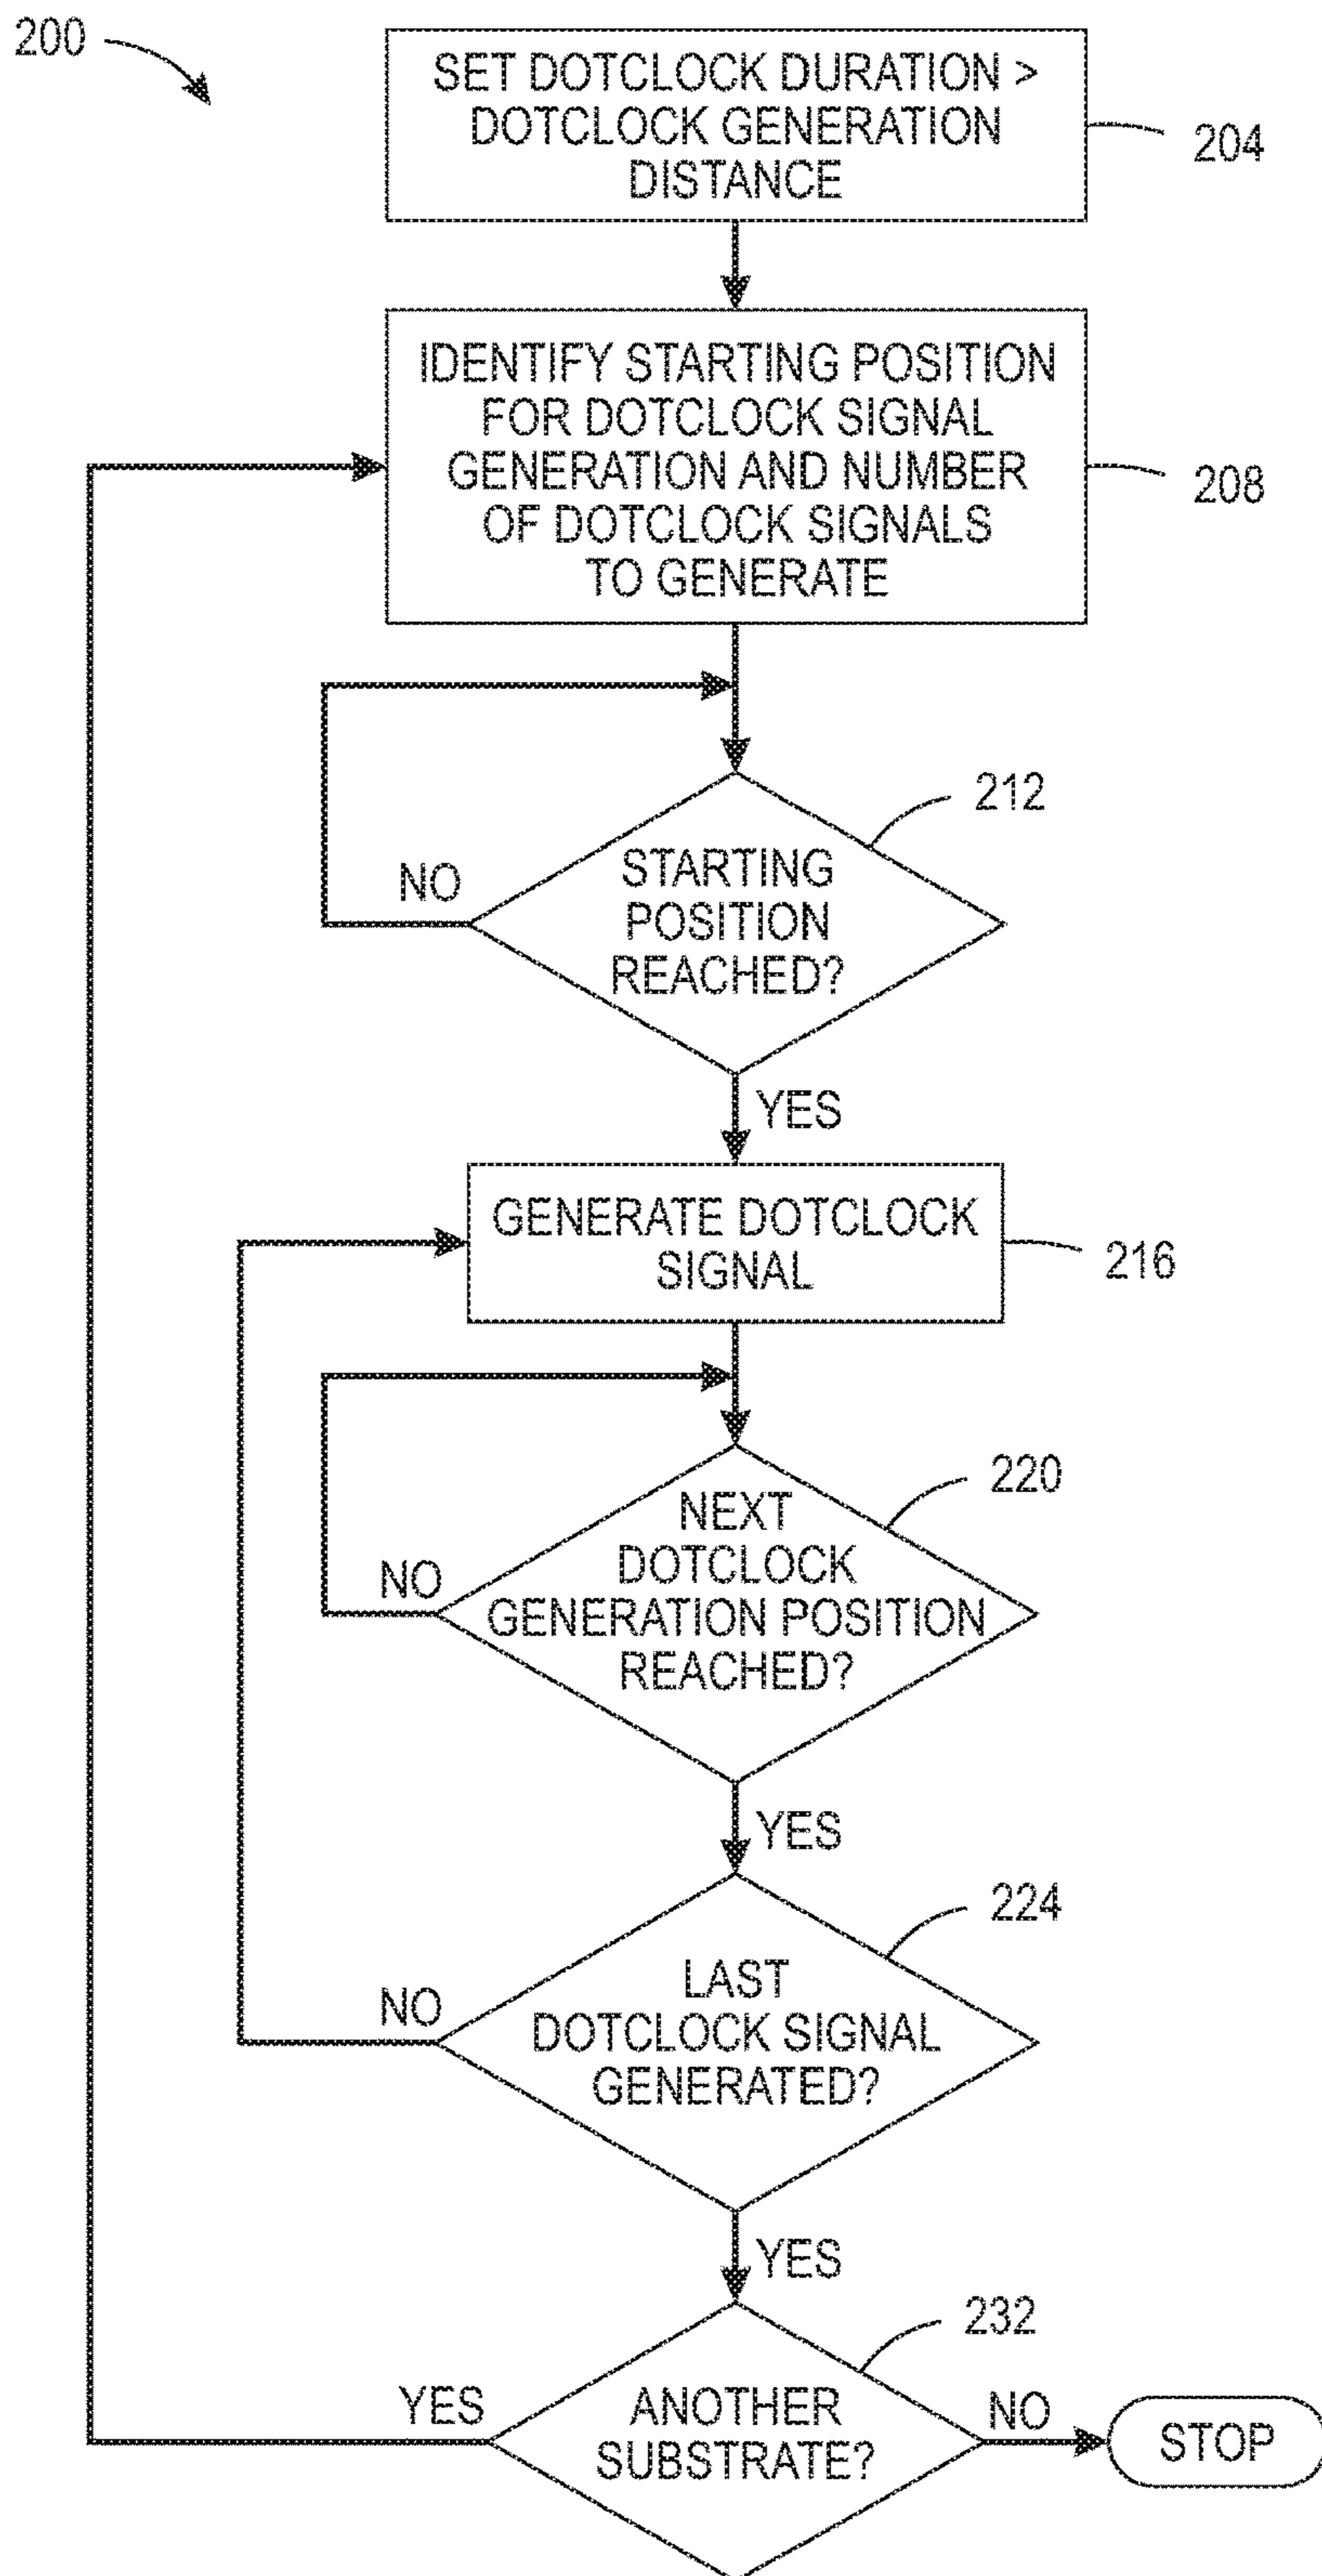 200
SET DOTCLOCK DURATION >
DOTCLOCK GENERATION
DISTANCE
204
IDENTIFY STARTING POSITION
FOR DOTCLOCK SIGNAL
GENERATION AND NUMBER
OF DOTCLOCK SIGNALS
TO GENERATE
208
212
STARTING
POSITION
REACHED?
NO
YES
GENERATE DOTCLOCK
SIGNAL
216
220
NEXT
DOTCLOCK
GENERATION POSITION
REACHED?
NO
YES
224
LAST
DOTCLOCK SIGNAL
GENERATED?
NO
YES
232
ANOTHER
SUBSTRATE?
YES
NO
STOP